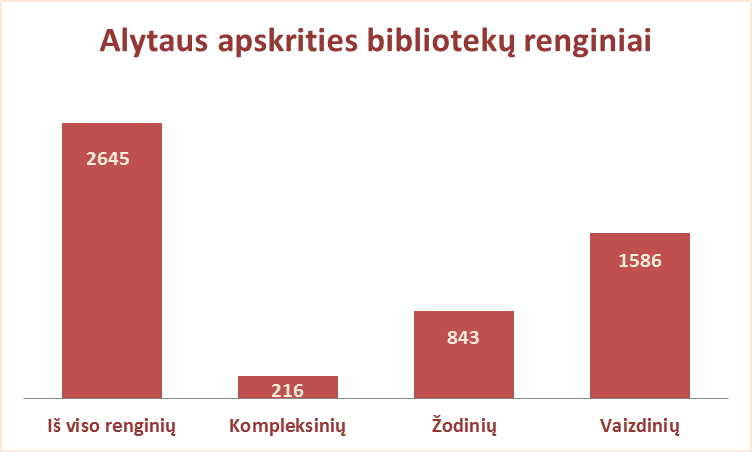 Alytaus apskrities bibliotekų renginiai
2645
216
843
1586
Iš viso renginių
Kompleksinių
Žodinių
Vaizdinių